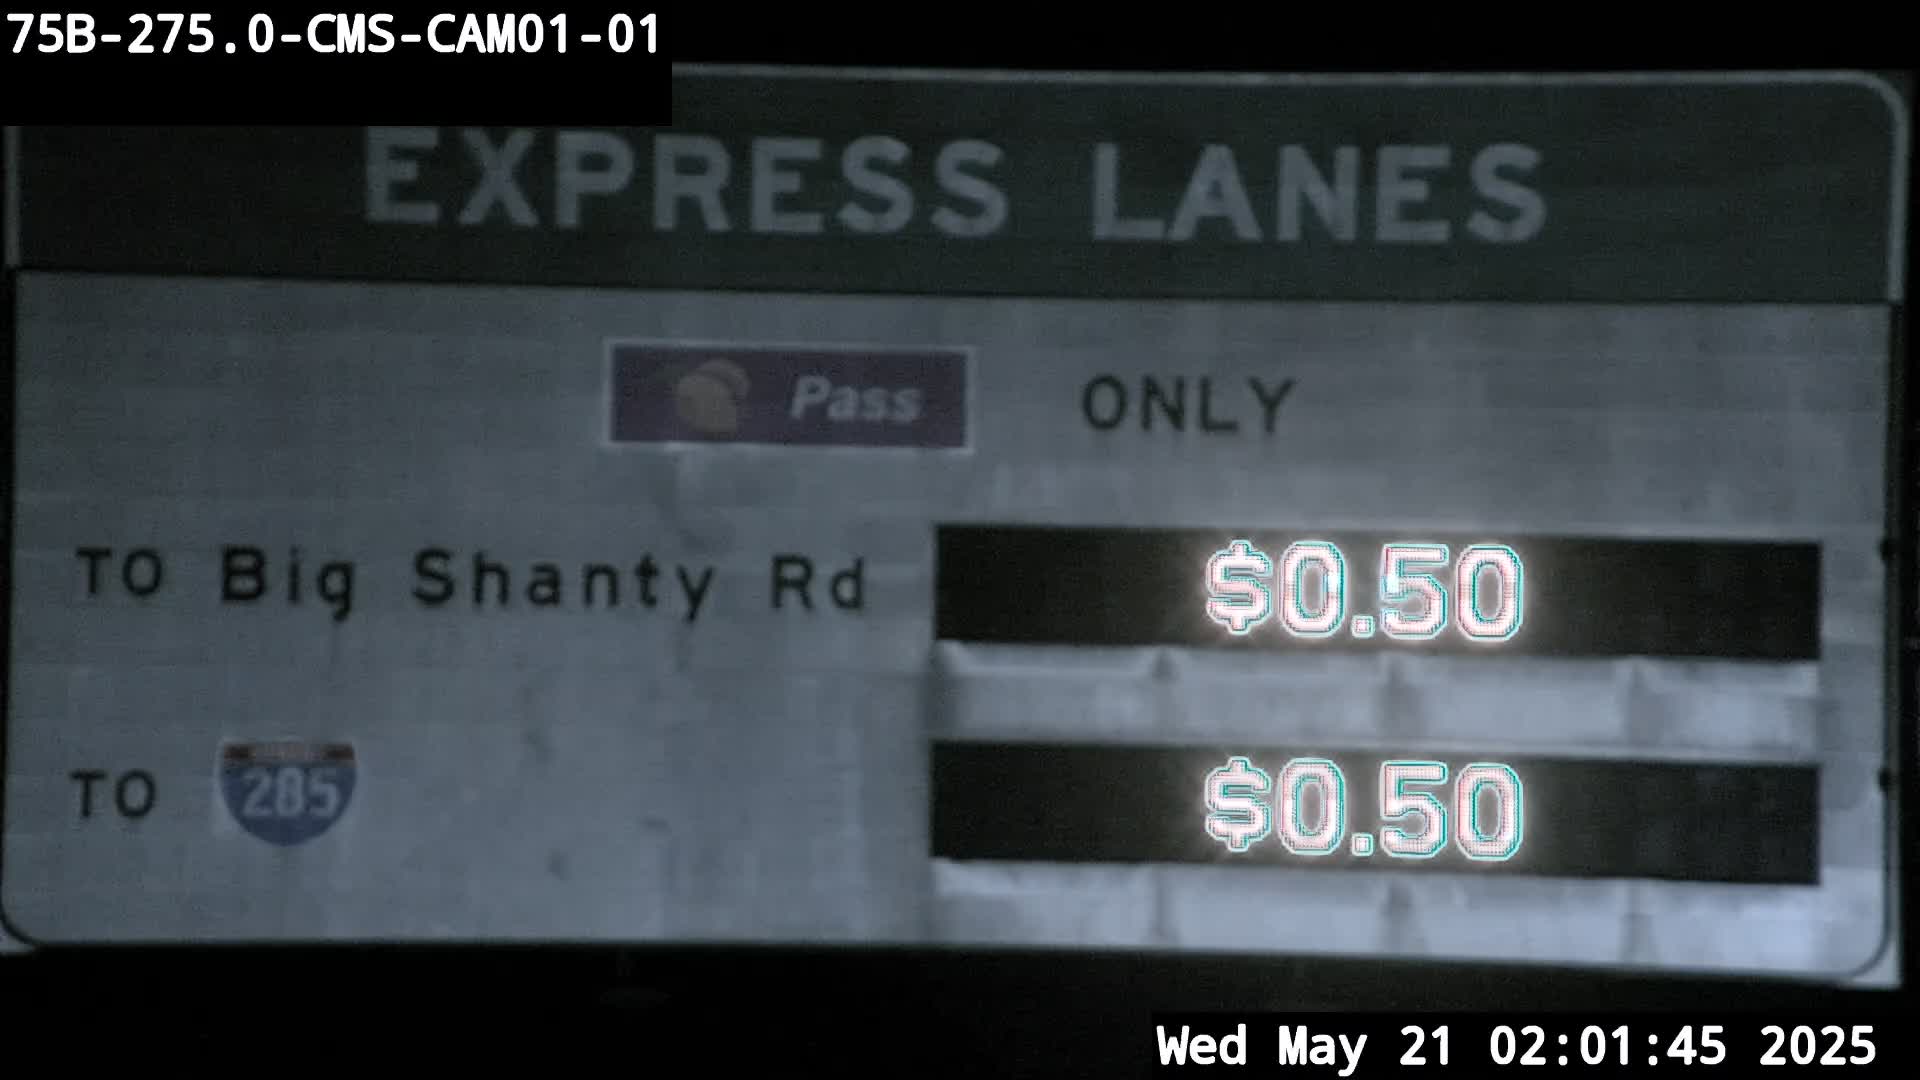 75B-275.0-CMS-CAM01-01
EXPRESS LANES
Pass ONLY
TO Big Shanty Rd $0.50
TO 285 $0.50
Wed May 21 02:01:45 2025